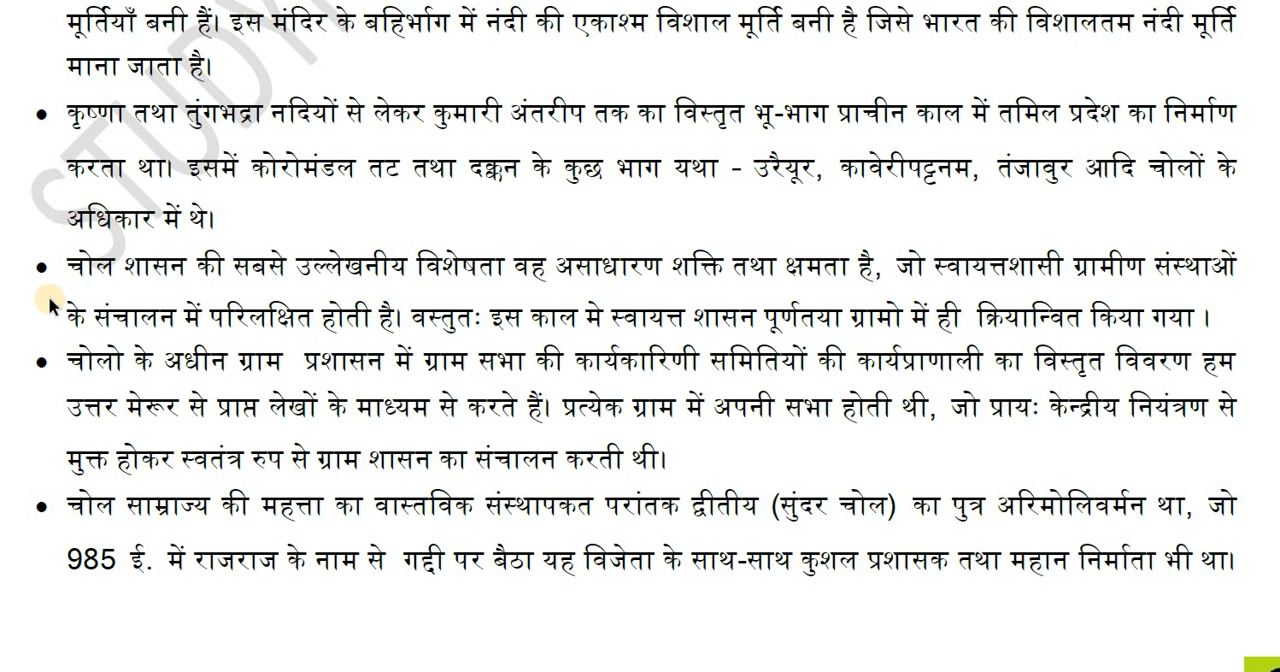 मूर्तियाँ बनी हैं। इस मंदिर के बहिर्भाग में नंदी की एकाश्म विशाल मूर्ति बनी है जिसे भारत की विशालतम नंदी मूर्ति
माना जाता है।
• कृष्णा तथा तुंगभद्रा नदियों से लेकर कुमारी अंतरीप तक का विस्तृत भू-भाग प्राचीन काल में तमिल प्रदेश का निर्माण
करता था। इसमें कोरोमंडल तट तथा दक्कन के कुछ भाग यथा - उरैयूर, कावेरीपट्टनम, तंजावुर आदि चोलों के
अधिकार में थे।
• चोल शासन की सबसे उल्लेखनीय विशेषता वह असाधारण शक्ति तथा क्षमता है, जो स्वायत्तशासी ग्रामीण संस्थाओं
के संचालन में परिलक्षित होती है। वस्तुतः इस काल मे स्वायत्त शासन पूर्णतया ग्रामो में ही क्रियान्वित किया गया ।
• चोलो के अधीन ग्राम प्रशासन में ग्राम सभा की कार्यकारिणी समितियों की कार्यप्राणाली का विस्तृत विवरण हम
उत्तर मेरूर से प्राप्त लेखों के माध्यम से करते हैं। प्रत्येक ग्राम में अपनी सभा होती थी, जो प्रायः केन्द्रीय नियंत्रण से
मुक्त होकर स्वतंत्र रुप से ग्राम शासन का संचालन करती थी।
• चोल साम्राज्य की महत्ता का वास्तविक संस्थापकत परांतक द्वीतीय (सुंदर चोल) का पुत्र अरिमोलिवर्मन था, जो
985 ई. में राजराज के नाम से गद्दी पर बैठा यह विजेता के साथ-साथ कुशल प्रशासक तथा महान निर्माता भी था।
STUDY